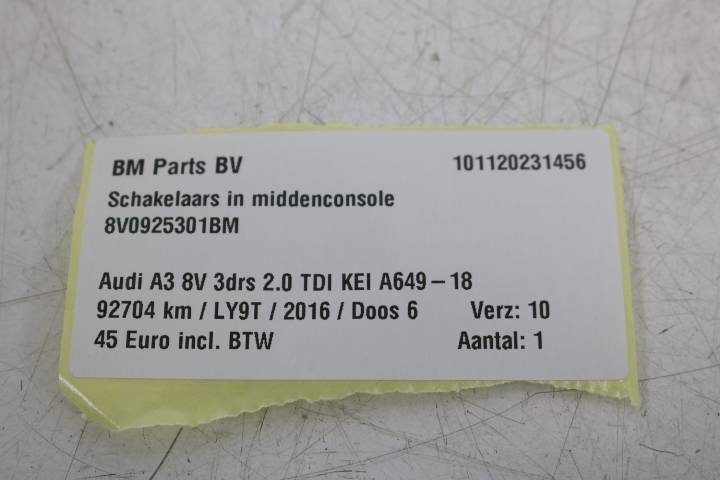 BM Parts BV 101120231456
Schakelaars in middenconsole
8V0925301BM
Audi A3 8V 3drs 2.0 TDI KEI A649-18
92704 km / LY9T / 2016 / Doos 6 Verz: 10
45 Euro incl. BTW Aantal: 1